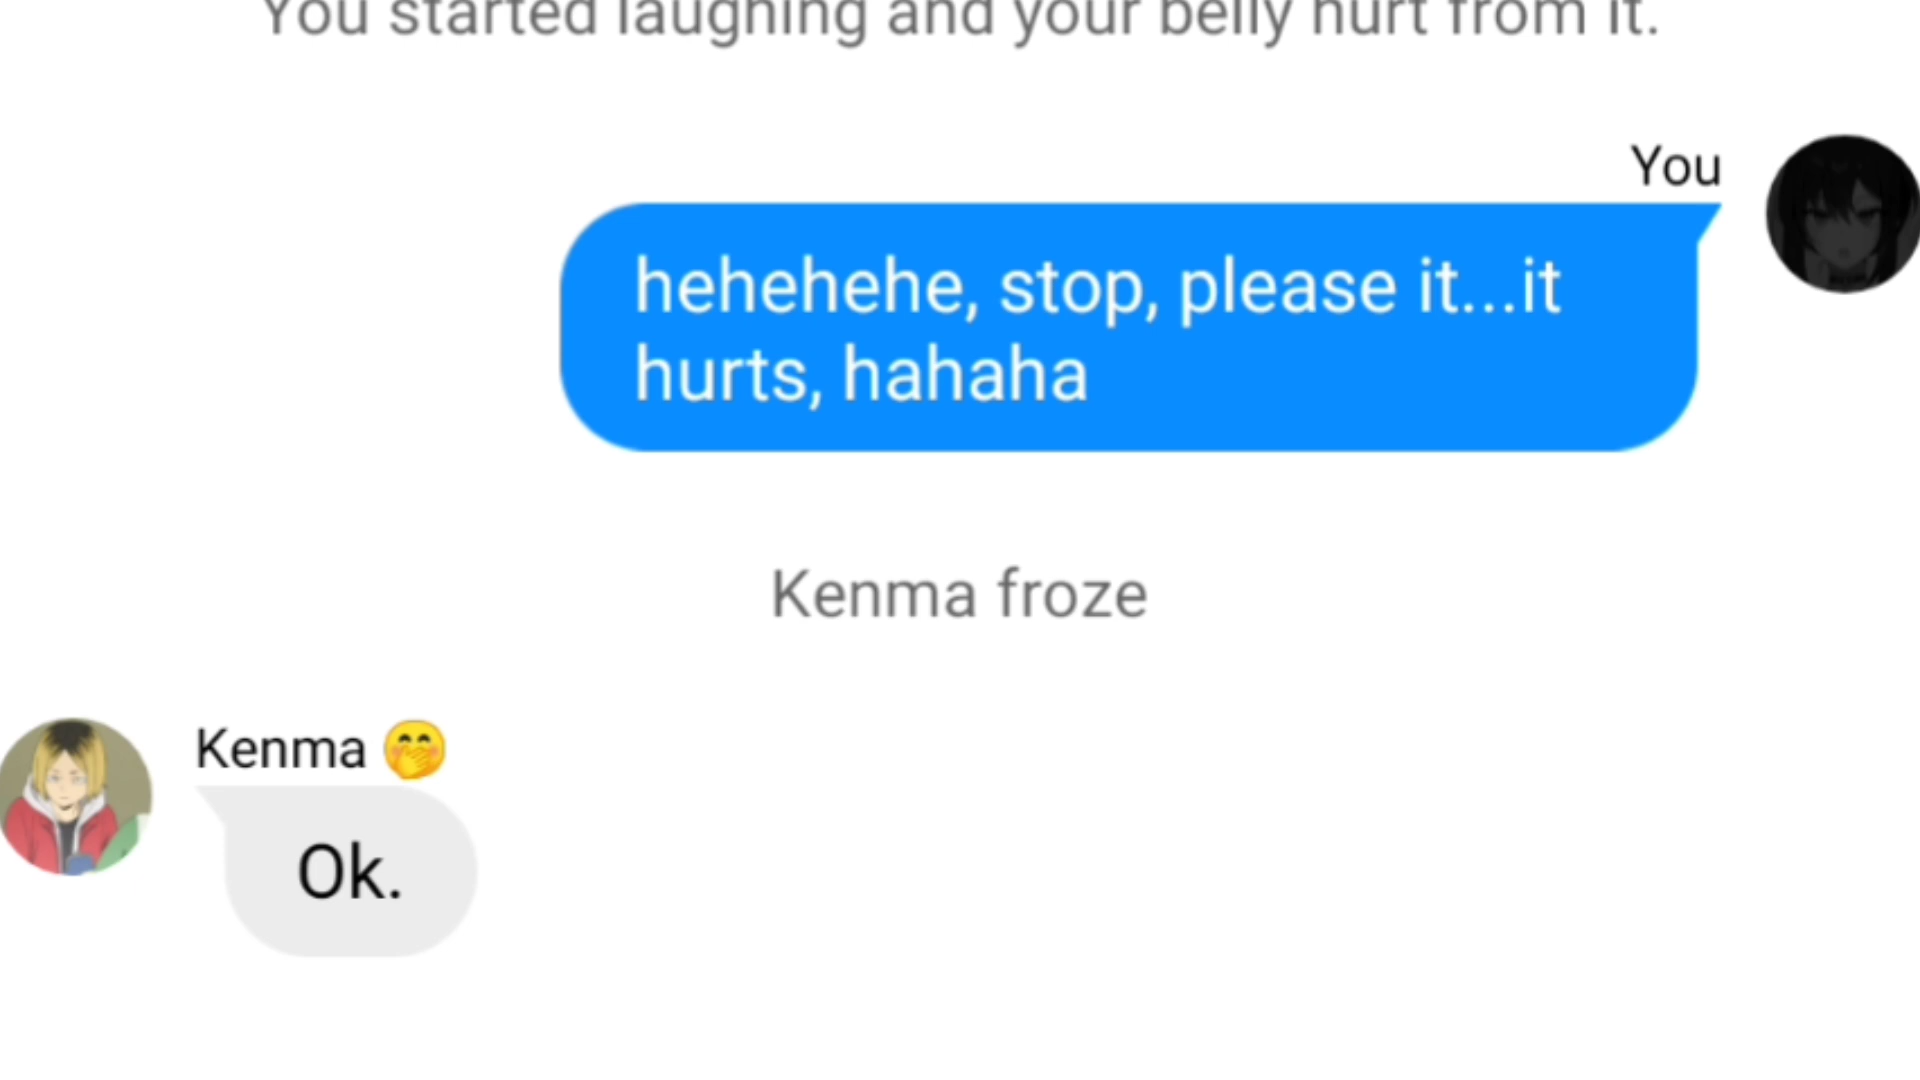 You started laughing and your belly hurt from it.
You
hehehehe, stop, please it...it
hurts, hahaha
Kenma froze
Kenma 🤭
Ok.